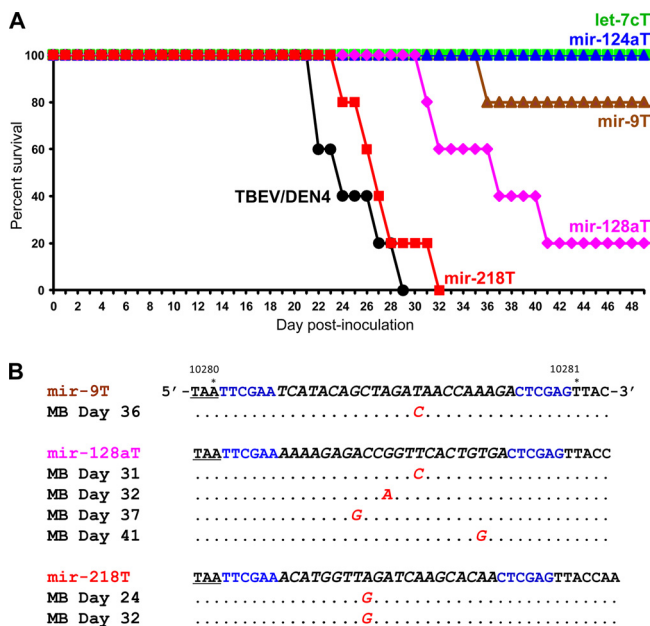 A
let-7cT
mir-124aT
mir-9T
mir-128aT
mir-218T
TBEV/DEN4
Percent survival
100
80
60
40
20
0
0 2 4 6 8 10 12 14 16 18 20 22 24 26 28 30 32 34 36 38 40 42 44 46 48
Day post-inoculation
B
10280 10281
* *
mir-9T 5’-TAATTCGAATCATACAGCTAGATAACCAAAGACTCGAGTTAC-3’
MB Day 36 ......................C...................
mir-128aT TAATTCGAAAAAAGAGACCGGTTCACTGTGACTCGAGTTACC
MB Day 31 ......................C...................
MB Day 32 ...................A......................
MB Day 37 ................G.........................
MB Day 41 .............................G............
mir-218T TAATTCGAAACATGGTTAGATCAAGCACAACTCGAGTTACCAA
MB Day 24 .................G.........................
MB Day 32 .................G.........................